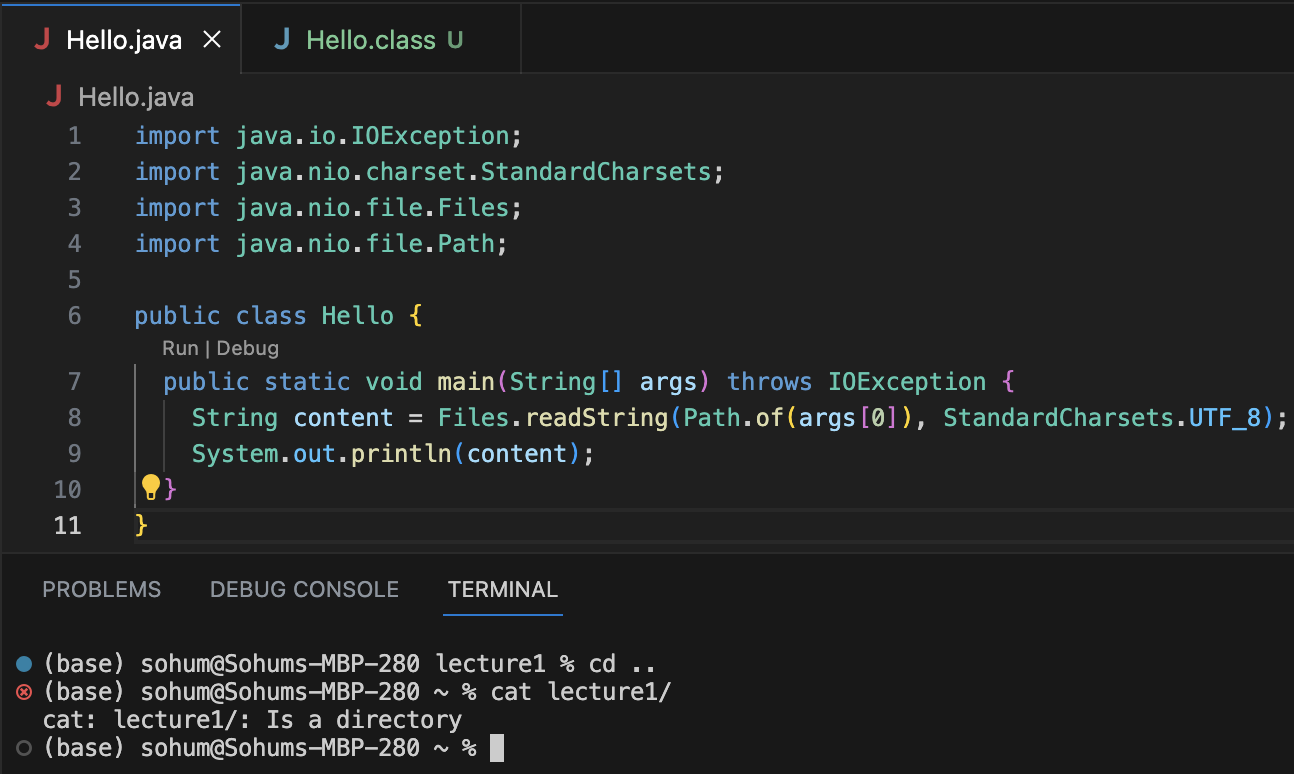 J Hello.java × J Hello.class U
J Hello.java
1 import java.io.IOException;
2 import java.nio.charset.StandardCharsets;
3 import java.nio.file.Files;
4 import java.nio.file.Path;
5
6 public class Hello {
Run | Debug
7 public static void main(String[] args) throws IOException {
8 String content = Files.readString(Path.of(args[0]), StandardCharsets.UTF_8);
9 System.out.println(content);
10 }
11 }
PROBLEMS DEBUG CONSOLE TERMINAL
(base) sohum@Sohums-MBP-280 lecture1 % cd ..
(base) sohum@Sohums-MBP-280 ~ % cat lecture1/
cat: lecture1/: Is a directory
(base) sohum@Sohums-MBP-280 ~ %